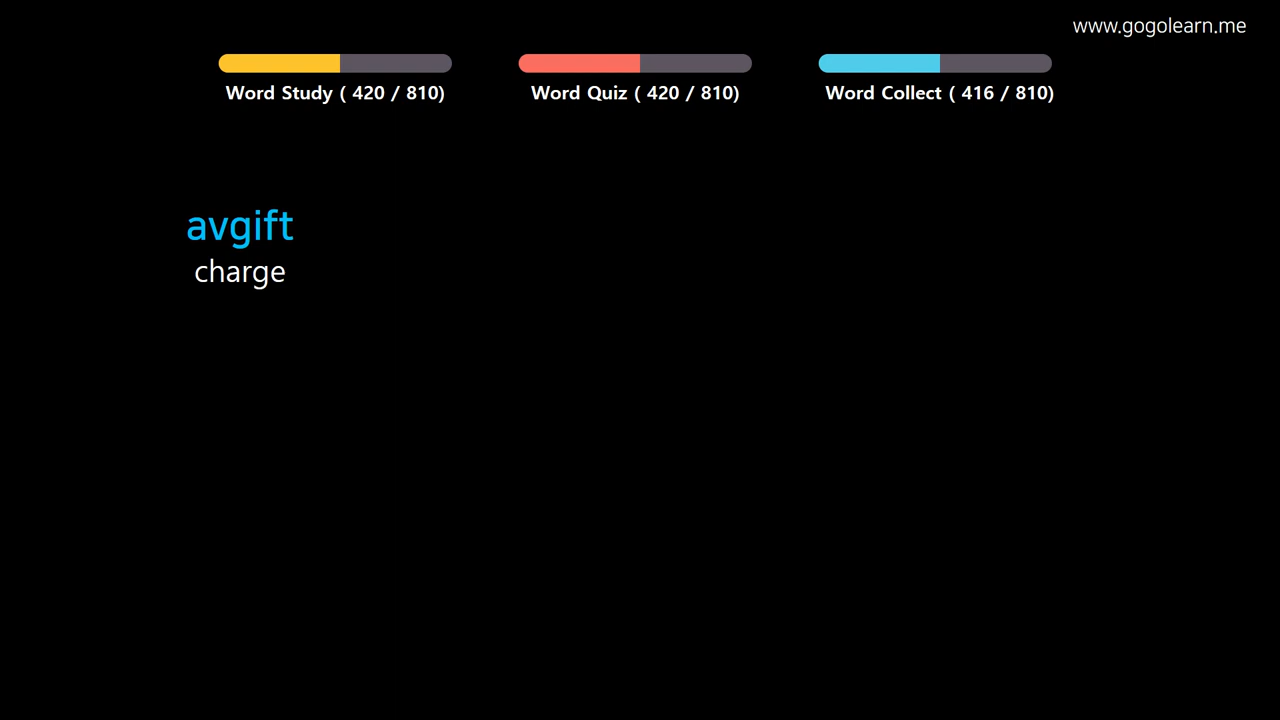 www.gogolearn.me
Word Study ( 420 / 810)
Word Quiz ( 420 / 810)
Word Collect ( 416 / 810)
avgift
charge